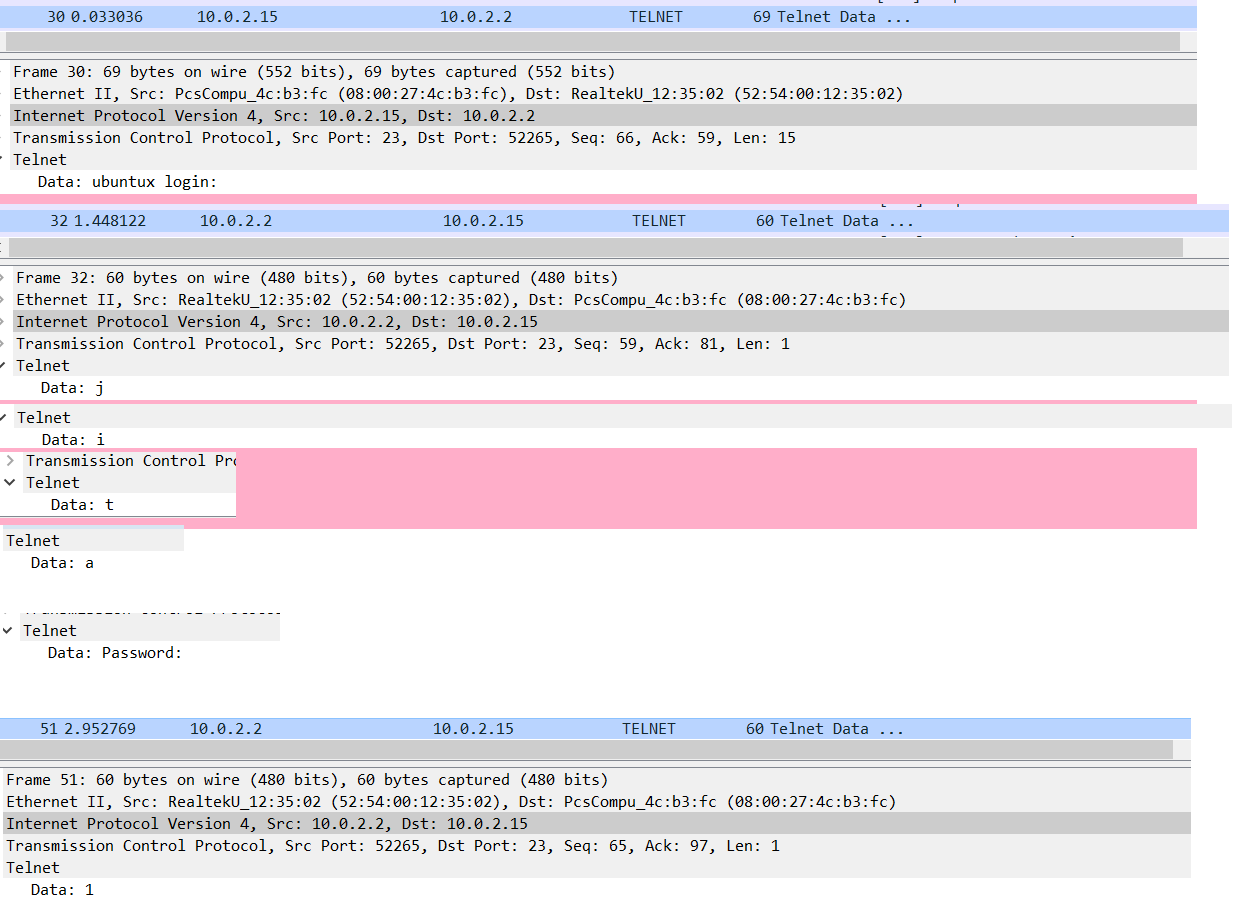 30 0.033036 10.0.2.15 10.0.2.2 TELNET 69 Telnet Data ...
Frame 30: 69 bytes on wire (552 bits), 69 bytes captured (552 bits)
Ethernet II, Src: PcsCompu_4c:b3:fc (08:00:27:4c:b3:fc), Dst: RealtekU_12:35:02 (52:54:00:12:35:02)
Internet Protocol Version 4, Src: 10.0.2.15, Dst: 10.0.2.2
Transmission Control Protocol, Src Port: 23, Dst Port: 52265, Seq: 66, Ack: 59, Len: 15
Telnet
Data: ubuntux login:
32 1.448122 10.0.2.2 10.0.2.15 TELNET 60 Telnet Data ...
Frame 32: 60 bytes on wire (480 bits), 60 bytes captured (480 bits)
Ethernet II, Src: RealtekU_12:35:02 (52:54:00:12:35:02), Dst: PcsCompu_4c:b3:fc (08:00:27:4c:b3:fc)
Internet Protocol Version 4, Src: 10.0.2.2, Dst: 10.0.2.15
Transmission Control Protocol, Src Port: 52265, Dst Port: 23, Seq: 59, Ack: 81, Len: 1
Telnet
Data: j
Telnet
Data: i
Transmission Control Pro
Telnet
Data: t
Telnet
Data: a
Telnet
Data: Password:
51 2.952769 10.0.2.2 10.0.2.15 TELNET 60 Telnet Data ...
Frame 51: 60 bytes on wire (480 bits), 60 bytes captured (480 bits)
Ethernet II, Src: RealtekU_12:35:02 (52:54:00:12:35:02), Dst: PcsCompu_4c:b3:fc (08:00:27:4c:b3:fc)
Internet Protocol Version 4, Src: 10.0.2.2, Dst: 10.0.2.15
Transmission Control Protocol, Src Port: 52265, Dst Port: 23, Seq: 65, Ack: 97, Len: 1
Telnet
Data: 1